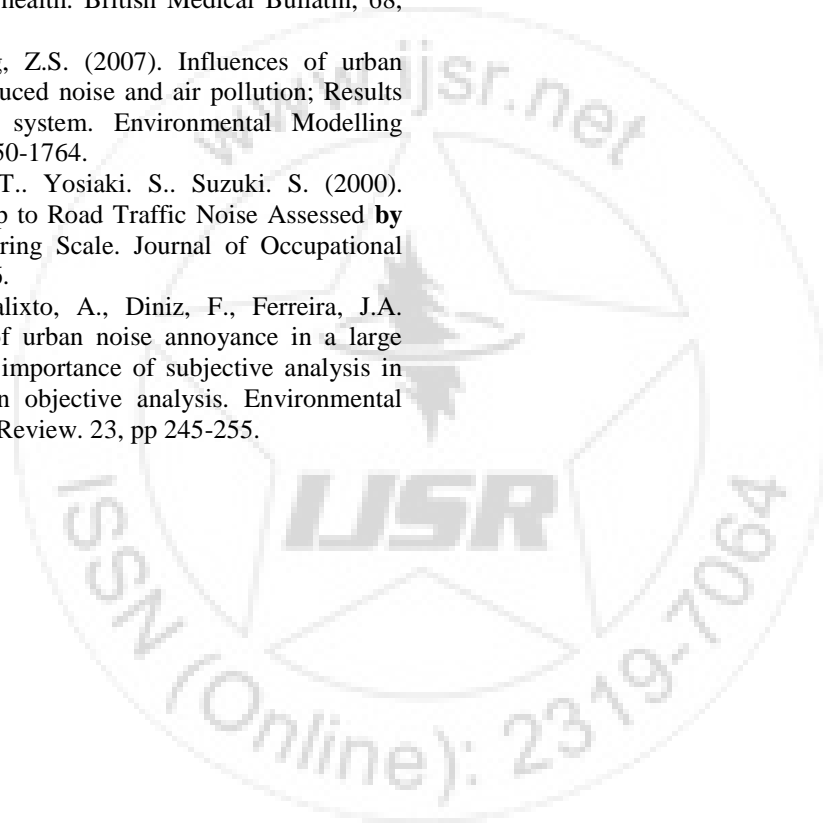 health. British Medical Bulletin, 68,
Z.S. (2007). Influences of urban
uced noise and air pollution; Results
system. Environmental Modelling
50-1764.
T.. Yosiaki. S.. Suzuki. S. (2000).
p to Road Traffic Noise Assessed by
ring Scale. Journal of Occupational
alixto, A., Diniz, F., Ferreira, J.A.
of urban noise annoyance in a large
importance of subjective analysis in
n objective analysis. Environmental
Review. 23, pp 245-255.
www.ijsr.net
IJSR
ISSN (Online): 2319-7064